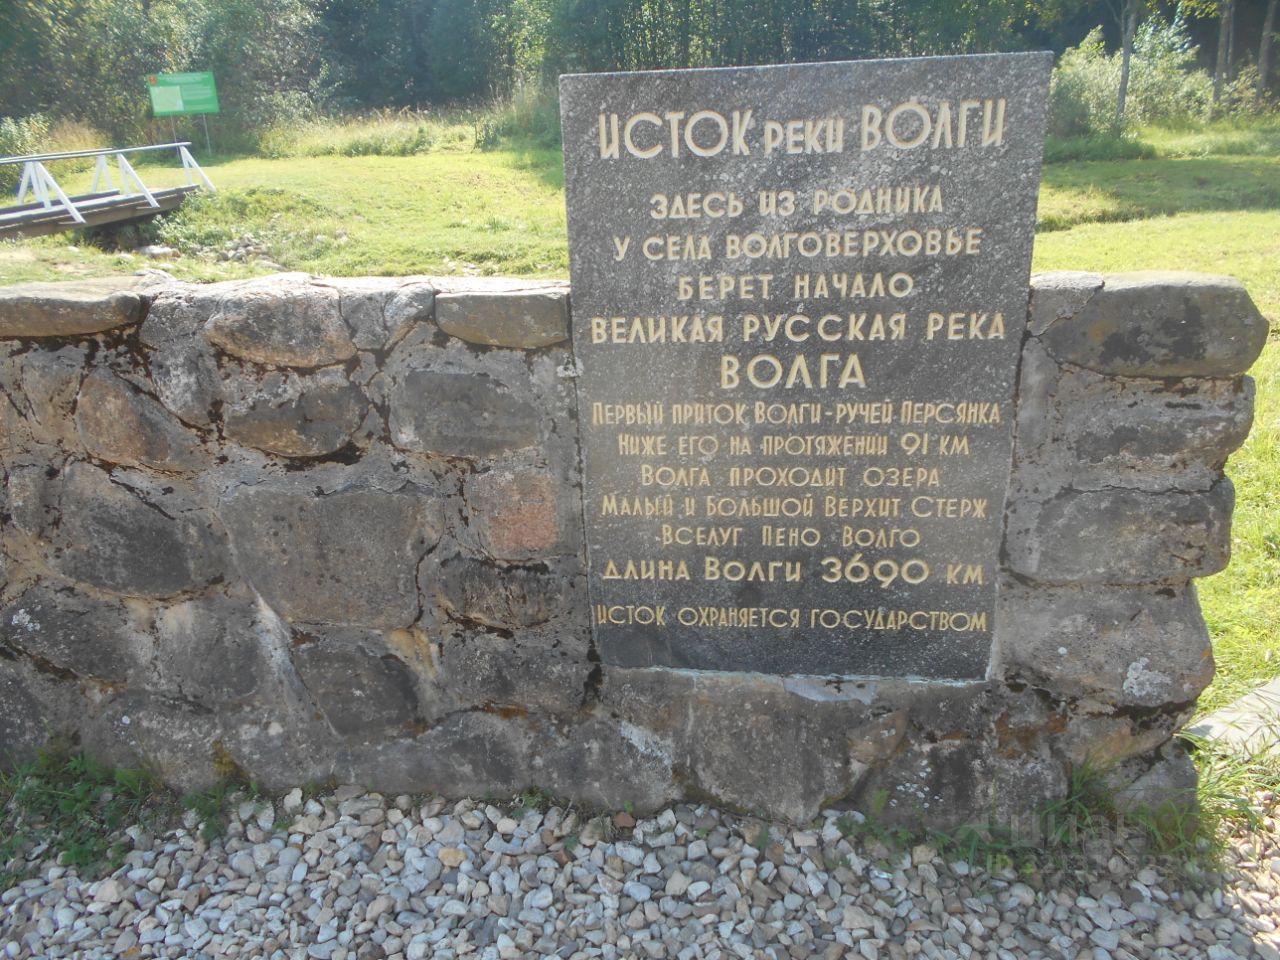 ИСТОК РЕКИ ВОЛГИ
ЗДЕСЬ ИЗ РОДНИКА
У СЕЛА ВОЛГОВЕРХОВЬЕ
БЕРЕТ НАЧАЛО
ВЕЛИКАЯ РУССКАЯ РЕКА
ВОЛГА
ПЕРВЫЙ ПРИТОК ВОЛГИ-РУЧЕЙ ПЕРСЯНКА
НИЖЕ ЕГО НА ПРОТЯЖЕНИИ 91 КМ
ВОЛГА ПРОХОДИТ ОЗЕРА
МАЛЫЙ И БОЛЬШОЙ ВЕРХИТ СТЕРЖ
ВСЕЛУГ ПЕНО ВОЛГО
ДЛИНА ВОЛГИ 3690 КМ
ИСТОК ОХРАНЯЕТСЯ ГОСУДАРСТВОМ
циан